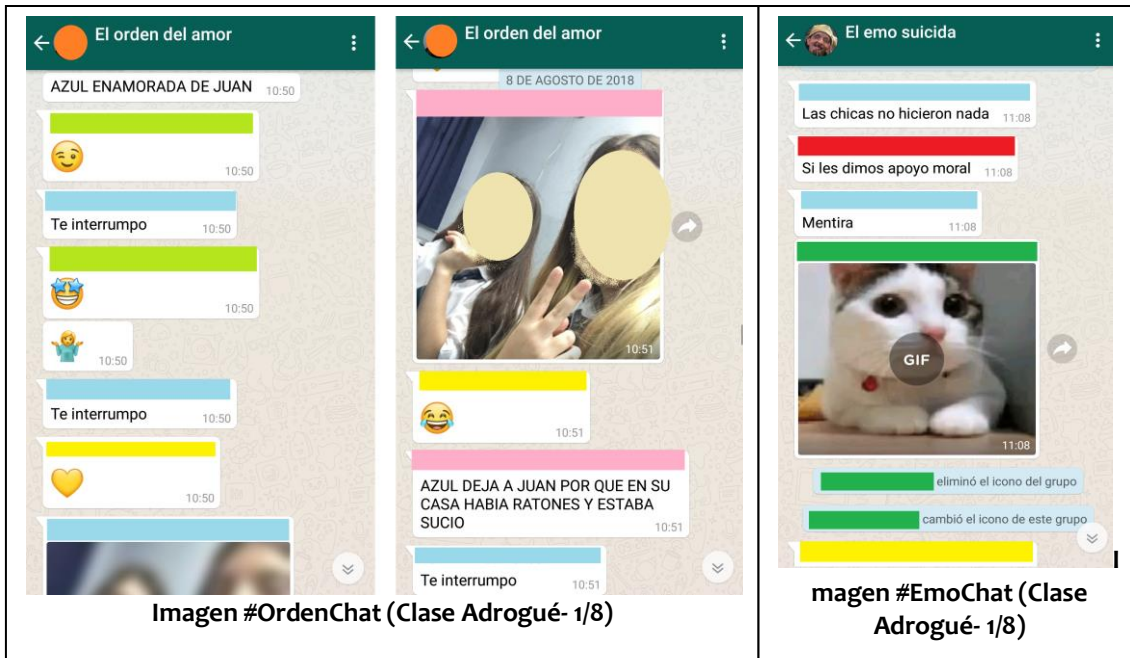 El orden del amor
AZUL ENAMORADA DE JUAN 10:50
10:50
Te interrumpo 10:50
10:50
10:50
Te interrumpo 10:50
10:50
El orden del amor
8 DE AGOSTO DE 2018
10:51
10:51
AZUL DEJA A JUAN POR QUE EN SU
CASA HABIA RATONES Y ESTABA
SUCIO 10:51
Te interrumpo 10:51
Imagen #OrdenChat (Clase Adrogué- 1/8)
El emo suicida
Las chicas no hicieron nada 11:08
Si les dimos apoyo moral 11:08
Mentira 11:08
GIF
11:08
eliminó el icono del grupo
cambió el icono de este grupo
magen #EmoChat (Clase
Adrogué- 1/8)